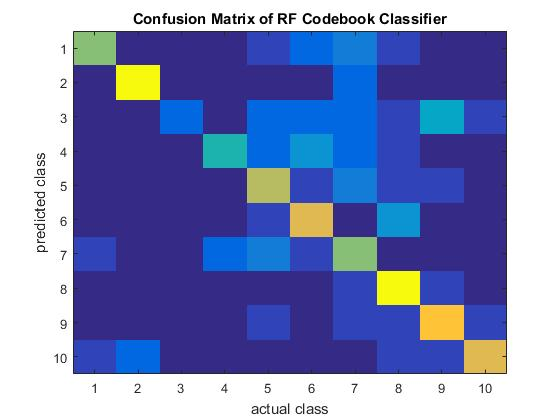 Confusion Matrix of RF Codebook Classifier
1
2
3
4
5
6
7
8
9
10
predicted class
1 2 3 4 5 6 7 8 9 10
actual class